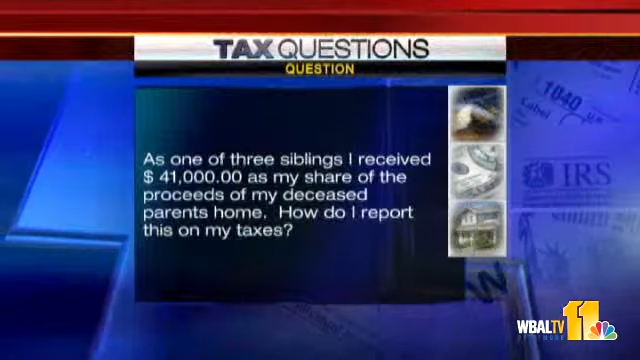 TAX QUESTIONS
QUESTION
As one of three siblings I received
$ 41,000.00 as my share of the
proceeds of my deceased
parents home. How do I report
this on my taxes?
1040
Label
IRS
WBALTV 11